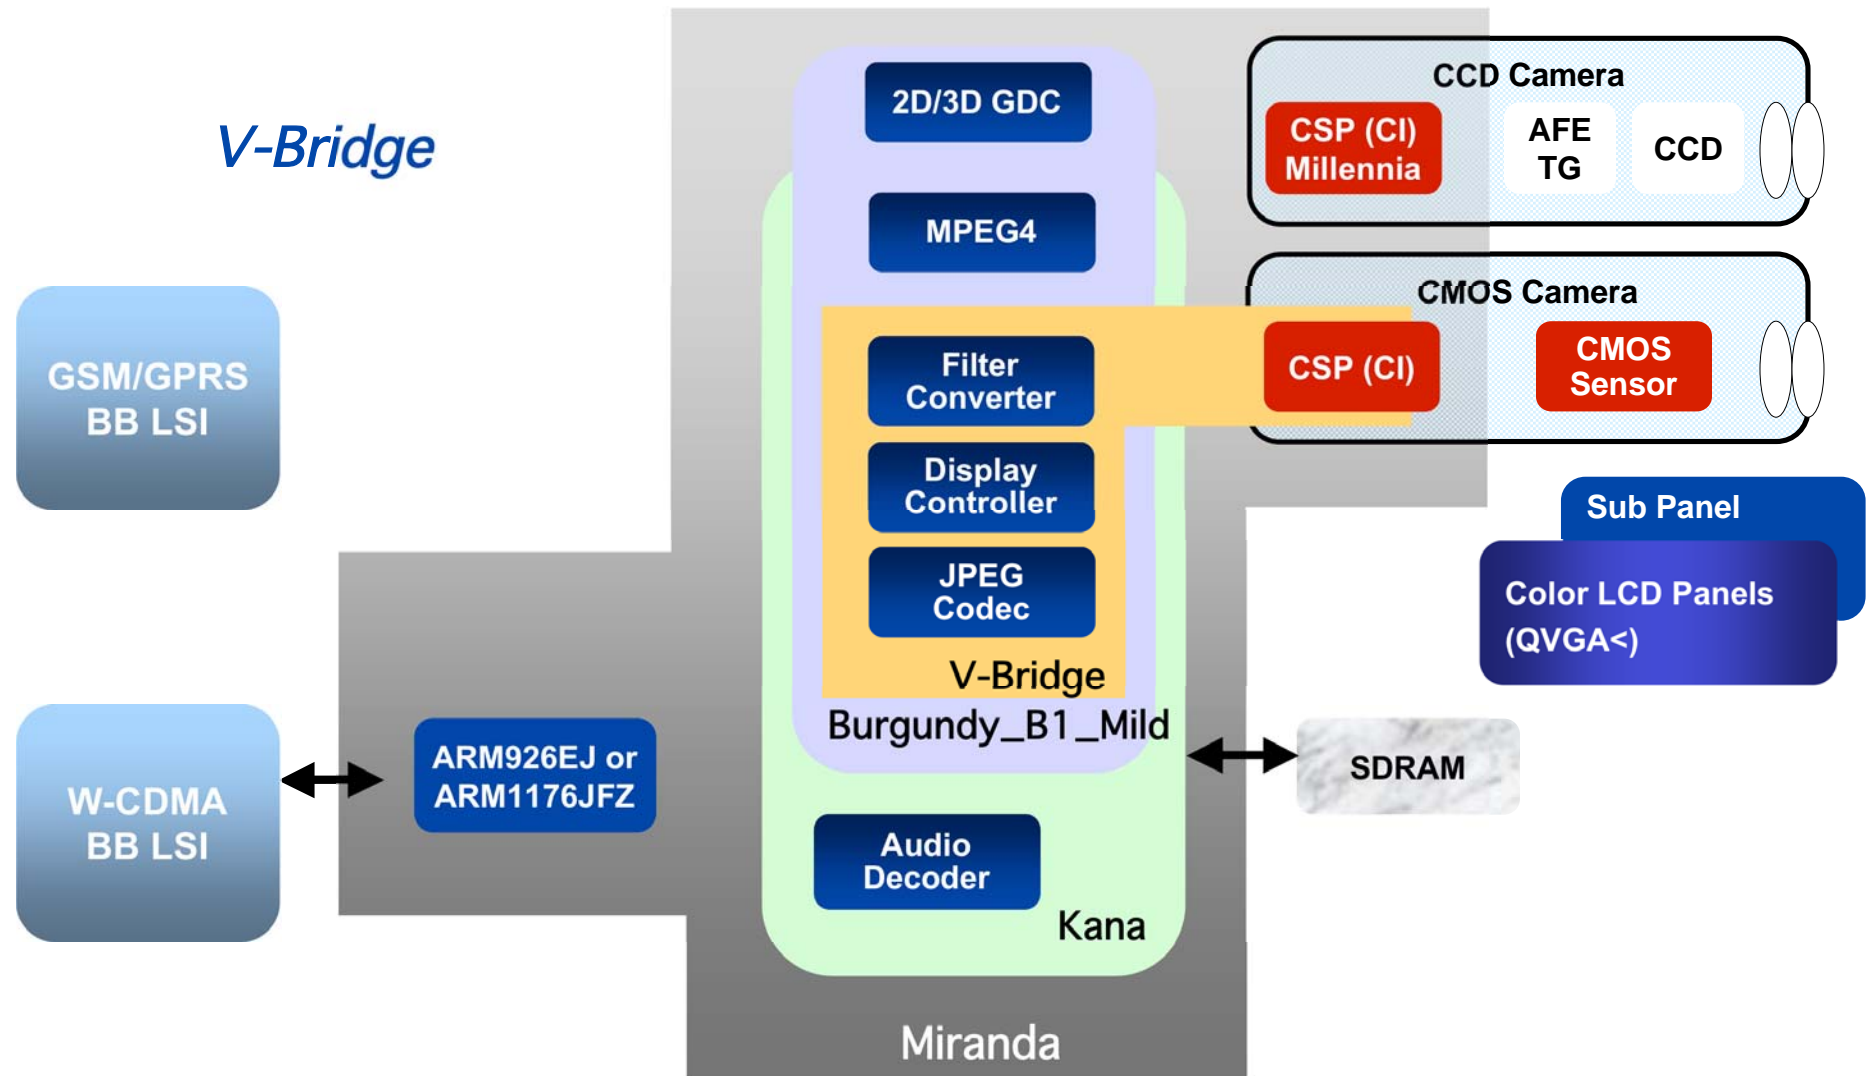 V-Bridge
2D/3D GDC
MPEG4
Filter
Converter
Display
Controller
JPEG
Codec
V-Bridge
Burgundy_B1_Mild
Audio
Decoder
Kana
Miranda
CCD Camera
CSP (CI)
Millennia
AFE
TG
CCD
CMOS Camera
CSP (CI)
CMOS
Sensor
Sub Panel
Color LCD Panels
(QVGA<)
SDRAM
GSM/GPRS
BB LSI
W-CDMA
BB LSI
ARM926EJ or
ARM1176JFZ